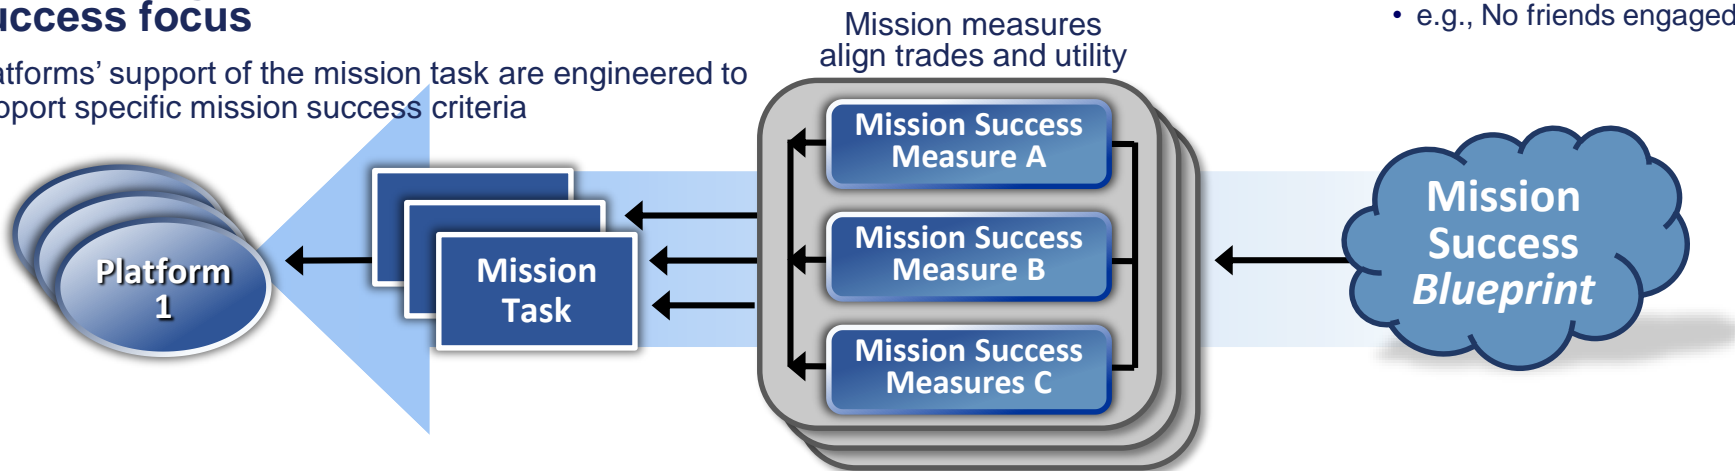 uccess focus
atforms' support of the mission task are engineered to
pport specific mission success criteria
Mission measures
align trades and utility
• e.g., No friends engaged
Platform
1
Mission
Task
Mission Success
Measure A
Mission Success
Measure B
Mission Success
Measures C
Mission
Success
Blueprint